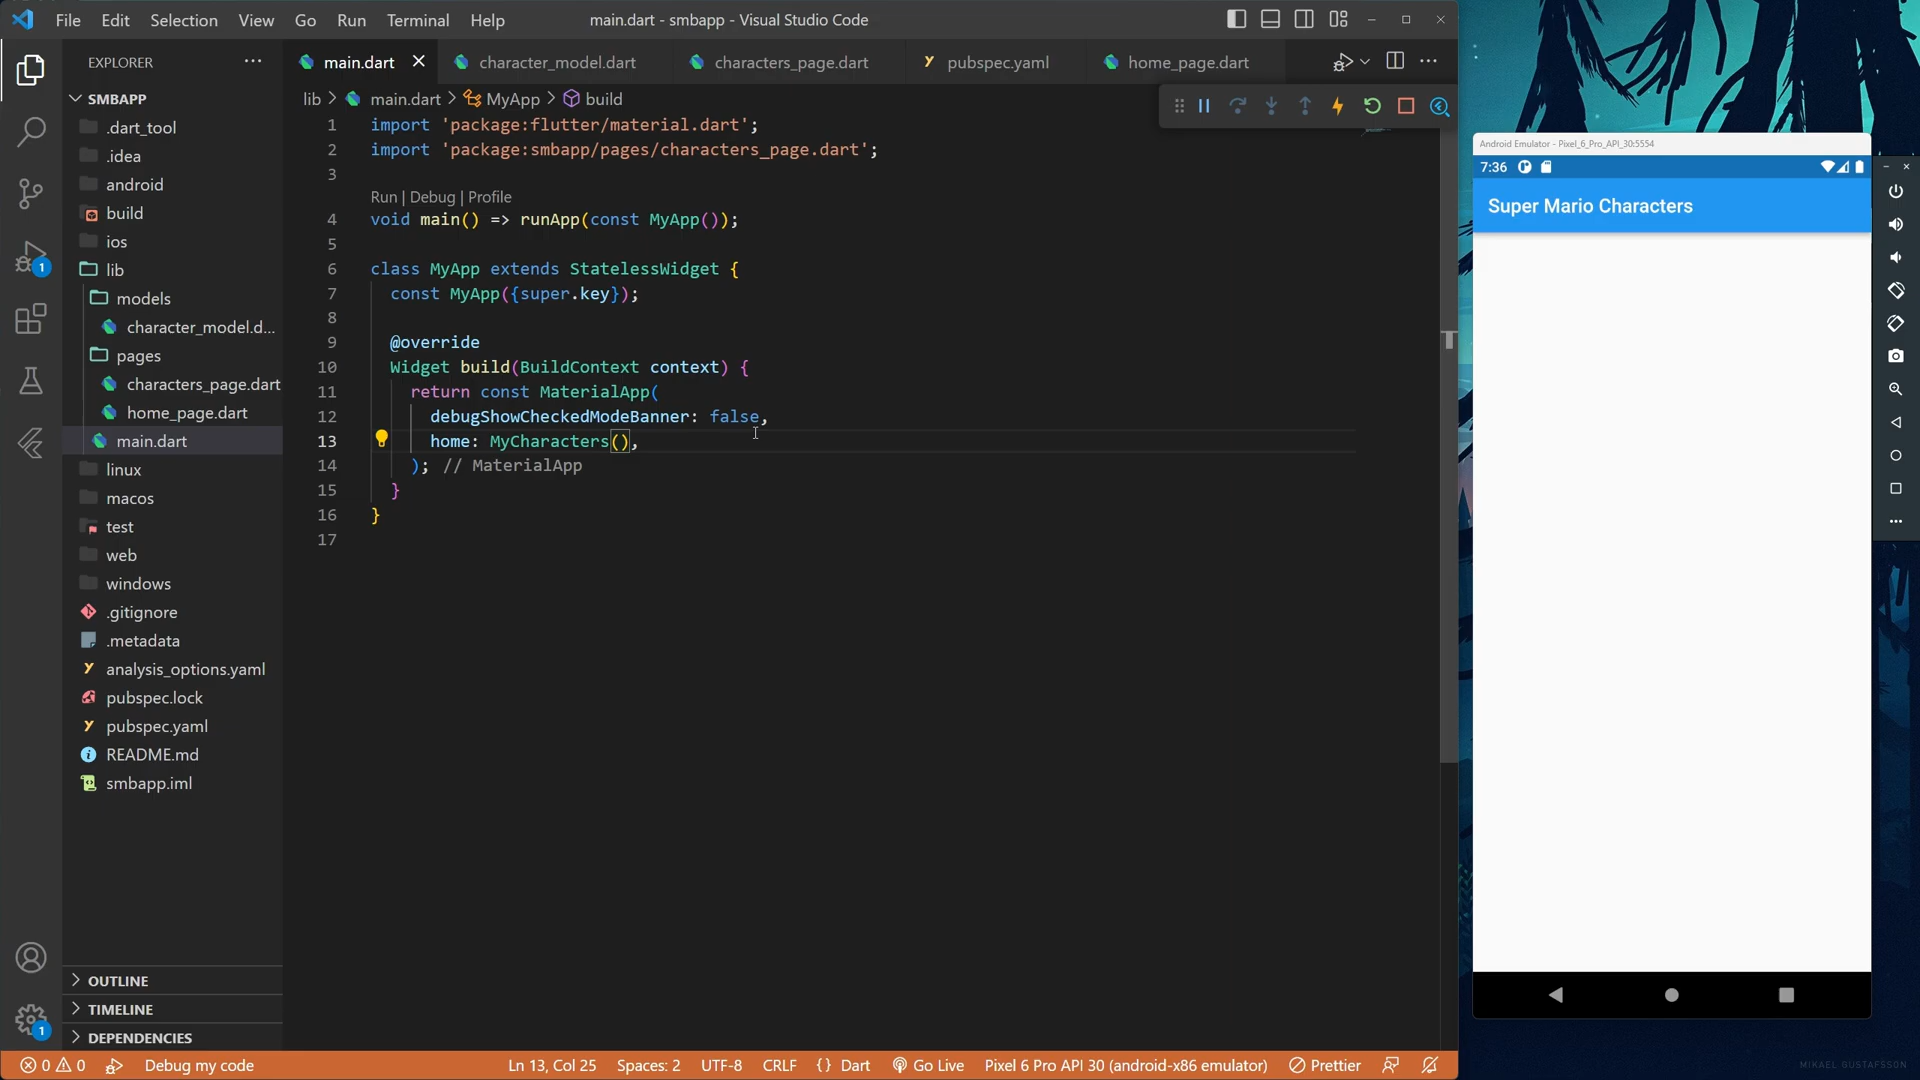 File Edit Selection View Go Run Terminal Help
main.dart - smbapp - Visual Studio Code
EXPLORER
main.dart
character_model.dart
characters_page.dart
pubspec.yaml
home_page.dart
SMBAPP
.dart_tool
.idea
android
build
ios
lib
models
character_model.d...
pages
characters_page.dart
home_page.dart
main.dart
linux
macos
test
web
windows
.gitignore
.metadata
analysis_options.yaml
pubspec.lock
pubspec.yaml
README.md
smbapp.iml
OUTLINE
TIMELINE
DEPENDENCIES
1
1
lib > main.dart > MyApp > build
1 import 'package:flutter/material.dart';
2 import 'package:smbapp/pages/characters_page.dart';
3
Run | Debug | Profile
4 void main() => runApp(const MyApp());
5
6 class MyApp extends StatelessWidget {
7 const MyApp({super.key});
8
9 @override
10 Widget build(BuildContext context) {
11 return const MaterialApp(
12 debugShowCheckedModeBanner: false,
13 home: MyCharacters(),
14 ); // MaterialApp
15 }
16 }
17
Android Emulator - Pixel_6_Pro_API_30:5554
7:36
Super Mario Characters
0 0 Debug my code Ln 13, Col 25 Spaces: 2 UTF-8 CRLF {} Dart Go Live Pixel 6 Pro API 30 (android-x86 emulator) Prettier
MIKAEL GUSTAFSSON